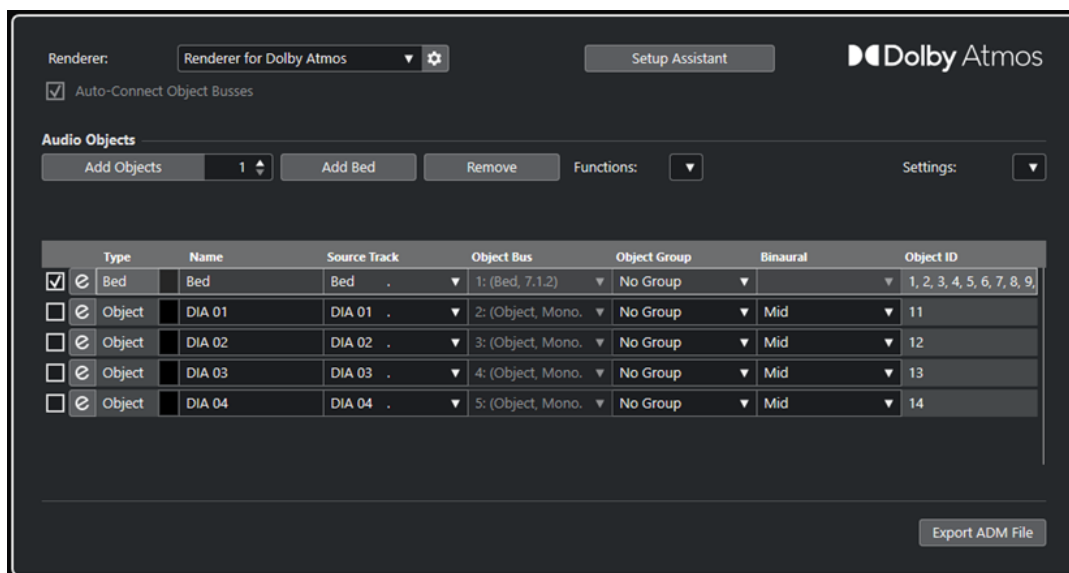 Renderer: Renderer for Dolby Atmos Setup Assistant Dolby Atmos
Auto-Connect Object Busses
Audio Objects
Add Objects 1 Add Bed Remove Functions: Settings:
Type Name Source Track Object Bus Object Group Binaural Object ID
e Bed Bed Bed . 1: (Bed, 7.1.2) No Group 1, 2, 3, 4, 5, 6, 7, 8, 9,
e Object DIA 01 DIA 01 . 2: (Object, Mono. No Group Mid 11
e Object DIA 02 DIA 02 . 3: (Object, Mono. No Group Mid 12
e Object DIA 03 DIA 03 . 4: (Object, Mono. No Group Mid 13
e Object DIA 04 DIA 04 . 5: (Object, Mono. No Group Mid 14
Export ADM File